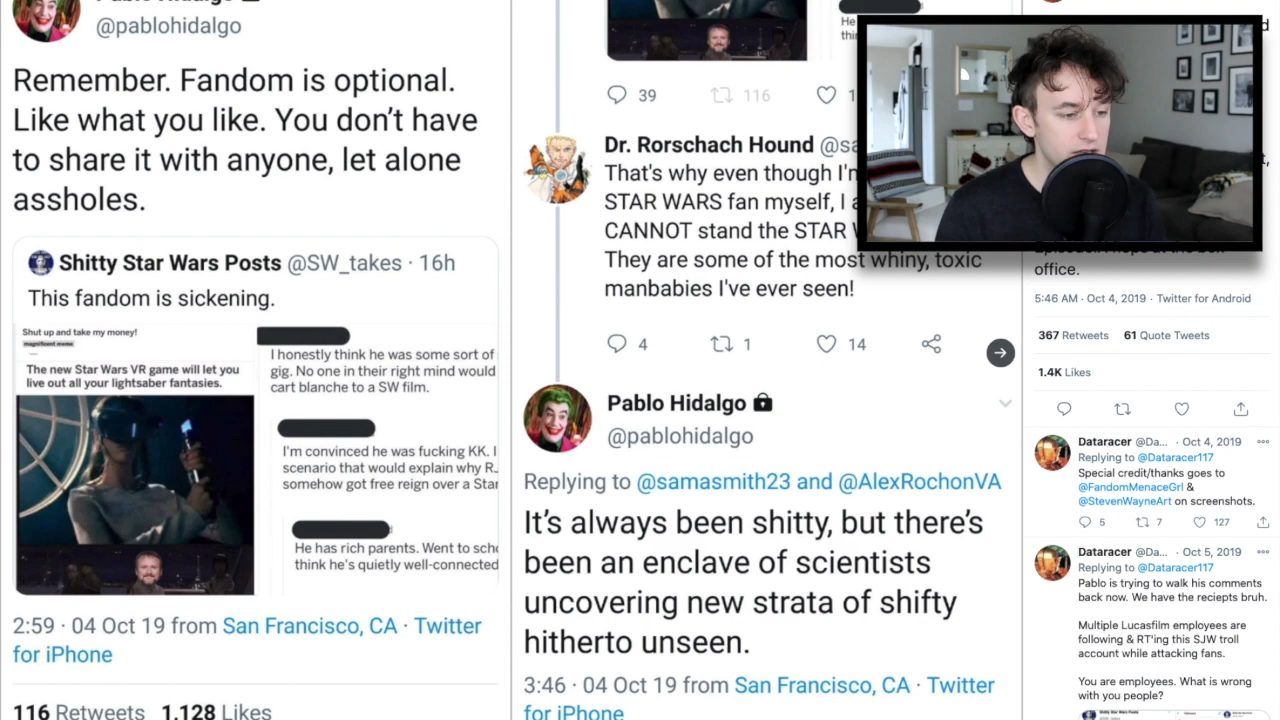 @pablohidalgo
Remember. Fandom is optional.
Like what you like. You don’t have
to share it with anyone, let alone
assholes.
Shitty Star Wars Posts @SW_takes · 16h
This fandom is sickening.
Shut up and take my money!
magnificent meme
The new Star Wars VR game will let you
live out all your lightsaber fantasies.
I honestly think he was some sort of
gig. No one in their right mind would
cart blanche to a SW film.
I'm convinced he was fucking KK. I
scenario that would explain why R
somehow got free reign over a Star
He has rich parents. Went to scho
think he's quietly well-connected
2:59 · 04 Oct 19 from San Francisco, CA · Twitter
for iPhone
116 Retweets 1,128 Likes
He
thin
39 116 1
Dr. Rorschach Hound @sa
That's why even though I'm
STAR WARS fan myself, I a
CANNOT stand the STAR W
They are some of the most whiny, toxic
manbabies I've ever seen!
4 1 14
Pablo Hidalgo
@pablohidalgo
Replying to @samasmith23 and @AlexRochonVA
It’s always been shitty, but there’s
been an enclave of scientists
uncovering new strata of shifty
hitherto unseen.
3:46 · 04 Oct 19 from San Francisco, CA · Twitter
for iPhone
office.
5:46 AM · Oct 4, 2019 · Twitter for Android
367 Retweets 61 Quote Tweets
1.4K Likes
Dataracer @Da... · Oct 4, 2019
Replying to @Dataracer117
Special credit/thanks goes to
@FandomMenaceGrl &
@StevenWayneArt on screenshots.
5 7 127
Dataracer @Da... · Oct 5, 2019
Replying to @Dataracer117
Pablo is trying to walk his comments
back now. We have the reciepts bruh.
Multiple Lucasfilm employees are
following & RT'ing this SJW troll
account while attacking fans.
You are employees. What is wrong
with you people?